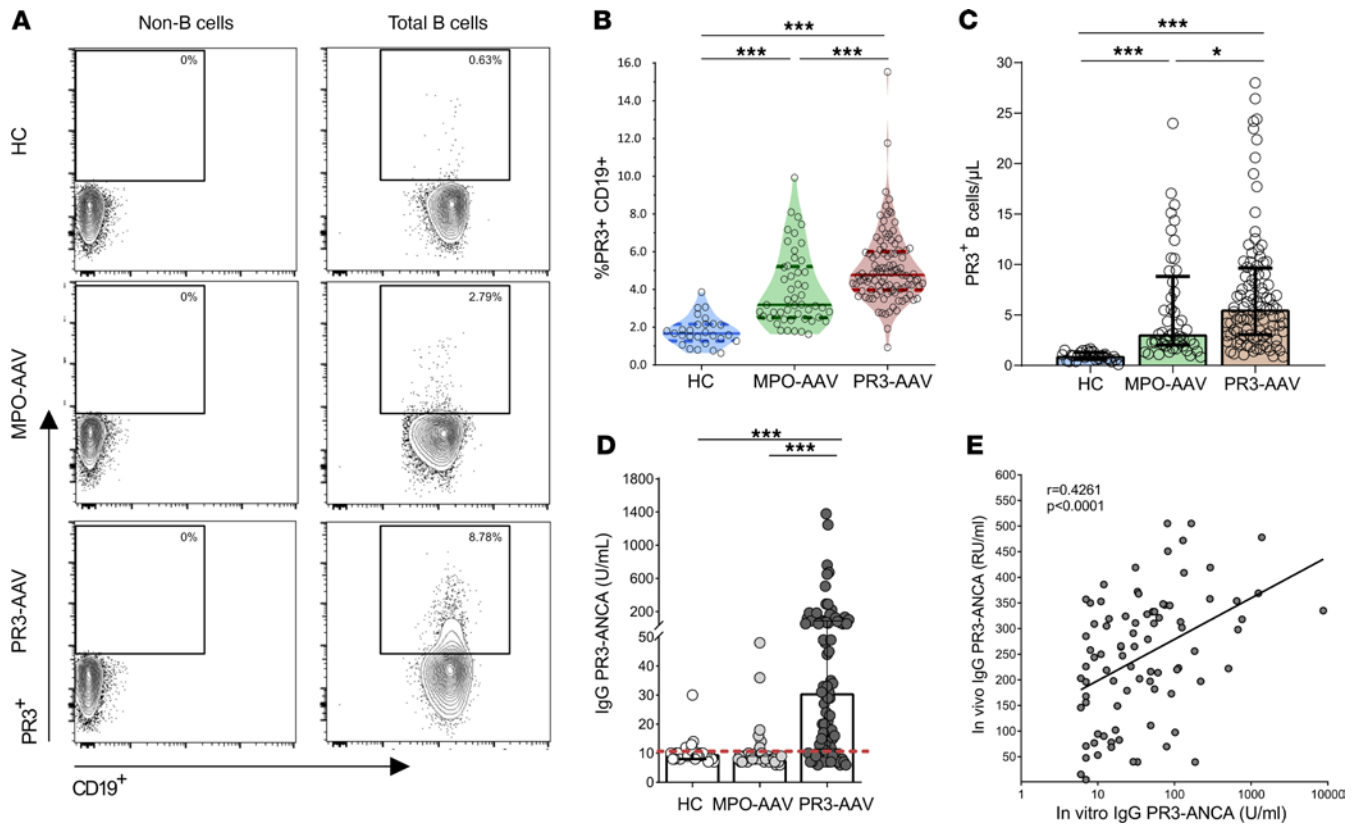 A
Non-B cells
Total B cells
HC
0%
0.63%
MPO-AAV
0%
2.79%
PR3-AAV
0%
8.78%
PR3+
CD19+
B
***
*** ***
%PR3+ CD19+
16.0
14.0
12.0
10.0
8.0
6.0
4.0
2.0
0.0
HC MPO-AAV PR3-AAV
C
***
*** *
PR3+ B cells/µL
30
25
20
15
10
5
0
HC MPO-AAV PR3-AAV
D
***
***
IgG PR3-ANCA (U/mL)
1800
1400
1000
600
200
50
40
30
20
10
0
HC MPO-AAV PR3-AAV
E
r=0.4261
p<0.0001
In vivo IgG PR3-ANCA (RU/ml)
600
550
500
450
400
350
300
250
200
150
100
50
1 10 100 1000 10000
In vitro IgG PR3-ANCA (U/ml)